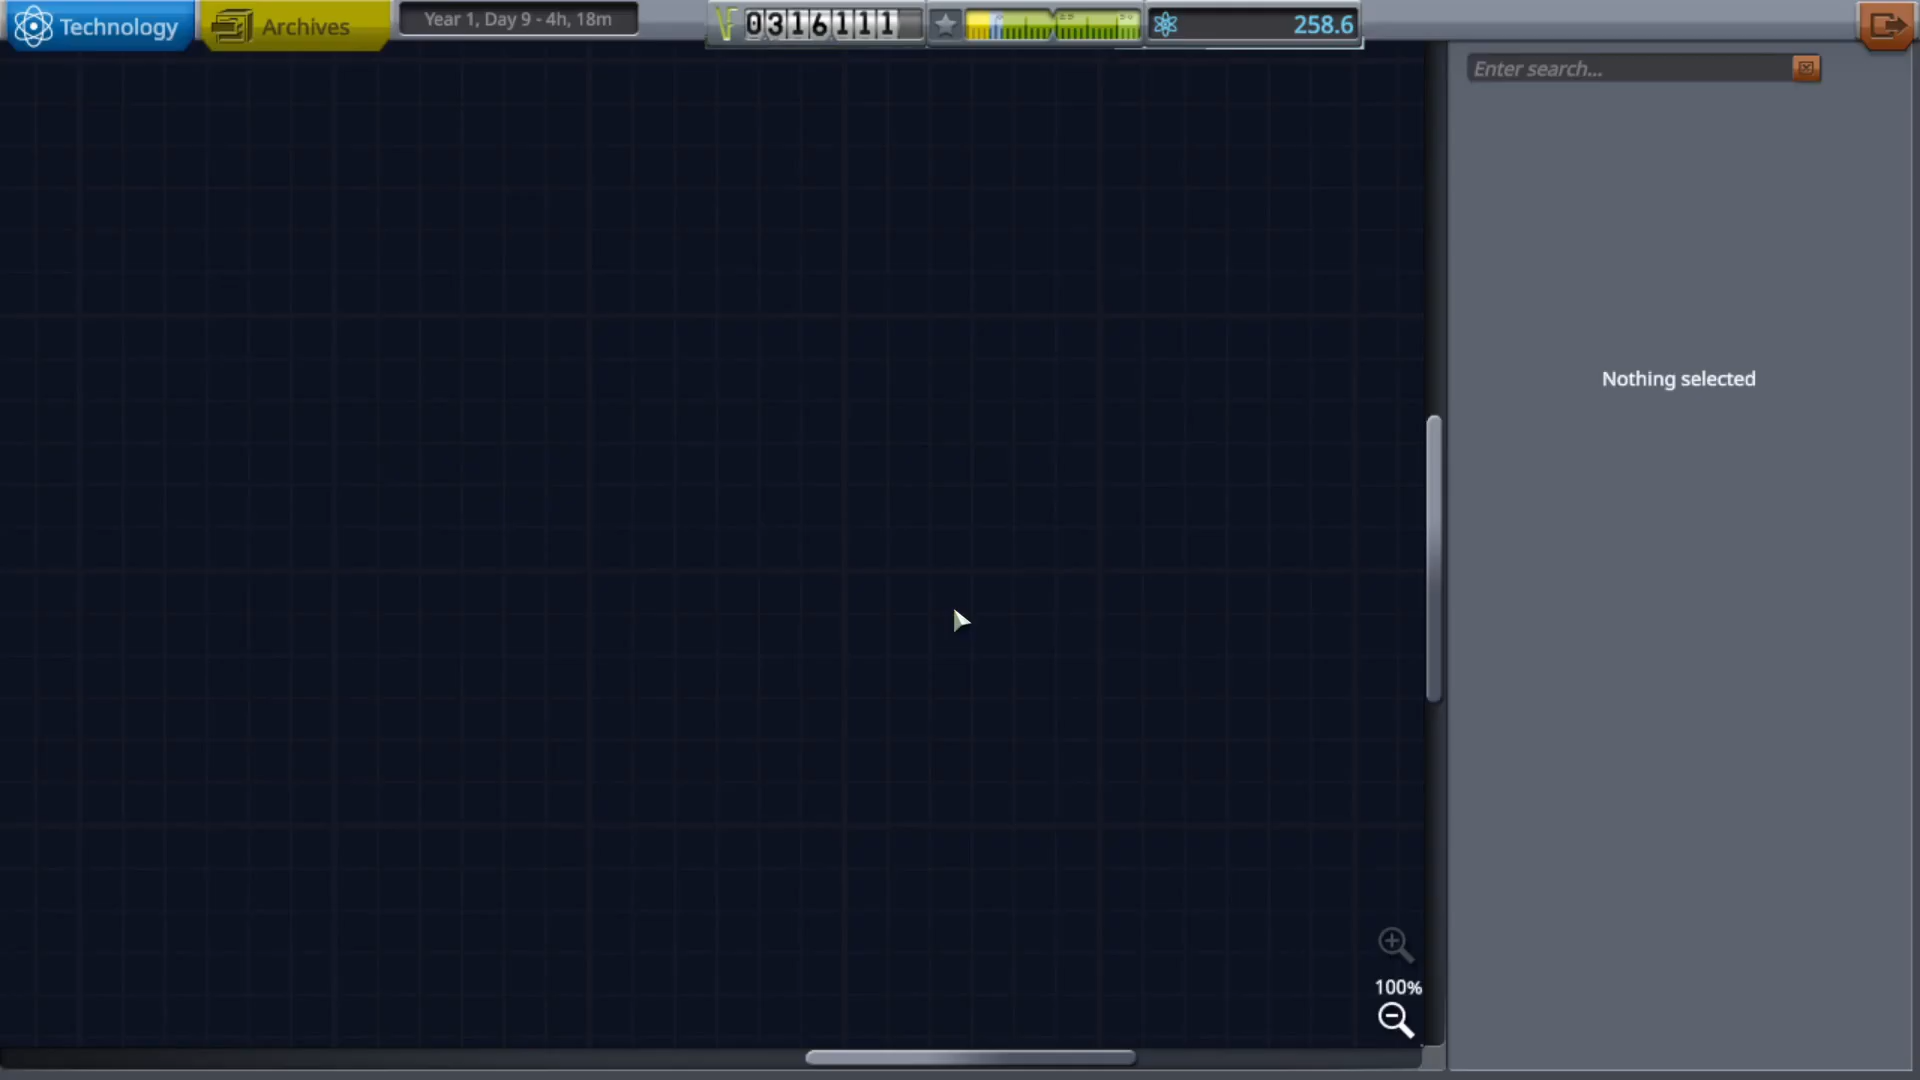 Technology
Archives
Year 1, Day 9 - 4h, 18m
0316111
258.6
Enter search...
Nothing selected
100%